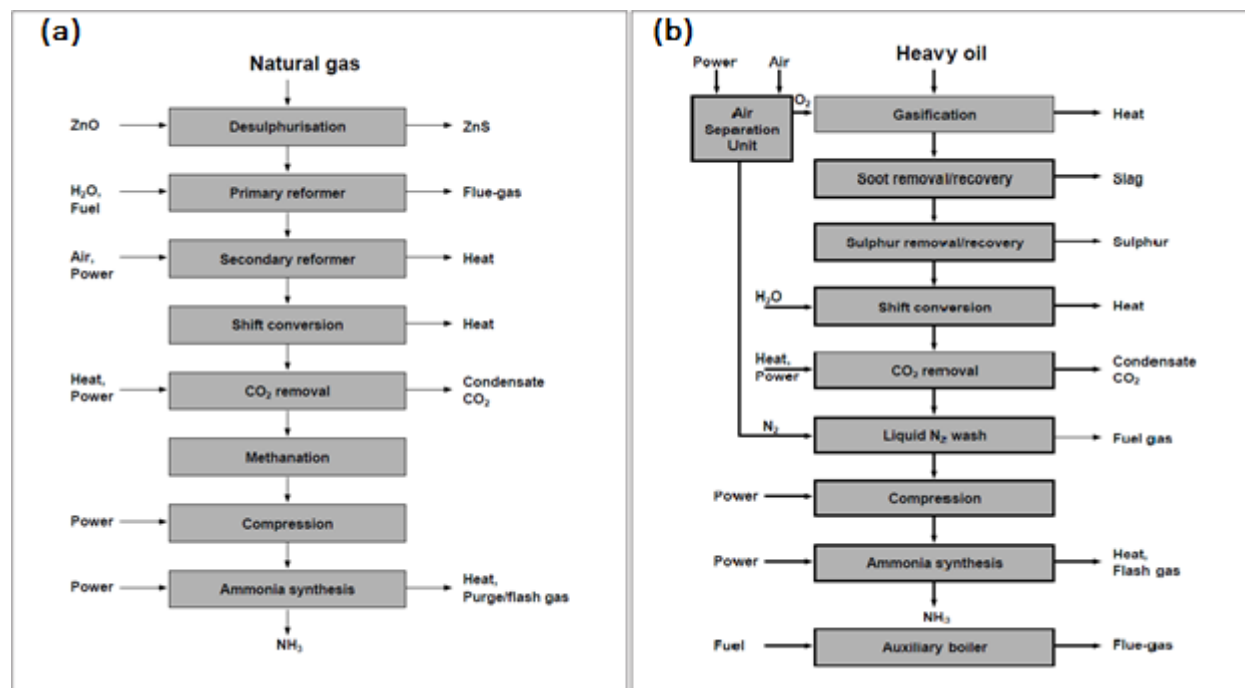 (a)
Natural gas
ZnO
Desulphurisation
ZnS
H₂O,
Fuel
Primary reformer
Flue-gas
Air,
Power
Secondary reformer
Heat
Shift conversion
Heat
Heat,
Power
CO₂ removal
Condensate
CO₂
Methanation
Power
Compression
Power
Ammonia synthesis
Heat,
Purge/flash gas
NH₃
(b)
Power
Air
Heavy oil
Air
Separation
Unit
O₂
Gasification
Heat
Soot removal/recovery
Slag
Sulphur removal/recovery
Sulphur
H₂O
Shift conversion
Heat
Heat,
Power
CO₂ removal
Condensate
CO₂
N₂
Liquid N₂ wash
Fuel gas
Power
Compression
Power
Ammonia synthesis
Heat,
Flash gas
NH₃
Fuel
Auxiliary boiler
Flue-gas